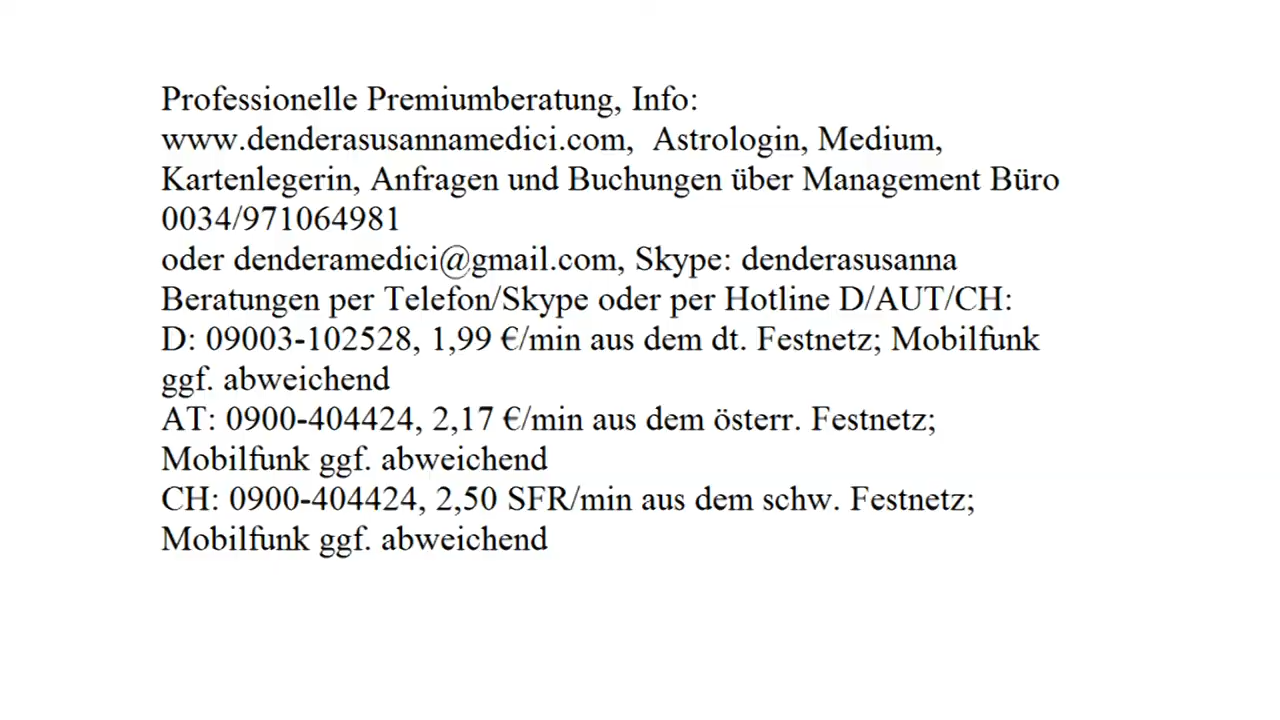 Professionelle Premiumberatung, Info:
www.denderasusannamedici.com,  Astrologin, Medium,
Kartenlegerin, Anfragen und Buchungen über Management Büro
0034/971064981
oder denderamedici@gmail.com, Skype: denderasusanna
Beratungen per Telefon/Skype oder per Hotline D/AUT/CH:
D: 09003-102528, 1,99 €/min aus dem dt. Festnetz; Mobilfunk
ggf. abweichend
AT: 0900-404424, 2,17 €/min aus dem österr. Festnetz;
Mobilfunk ggf. abweichend
CH: 0900-404424, 2,50 SFR/min aus dem schw. Festnetz;
Mobilfunk ggf. abweichend